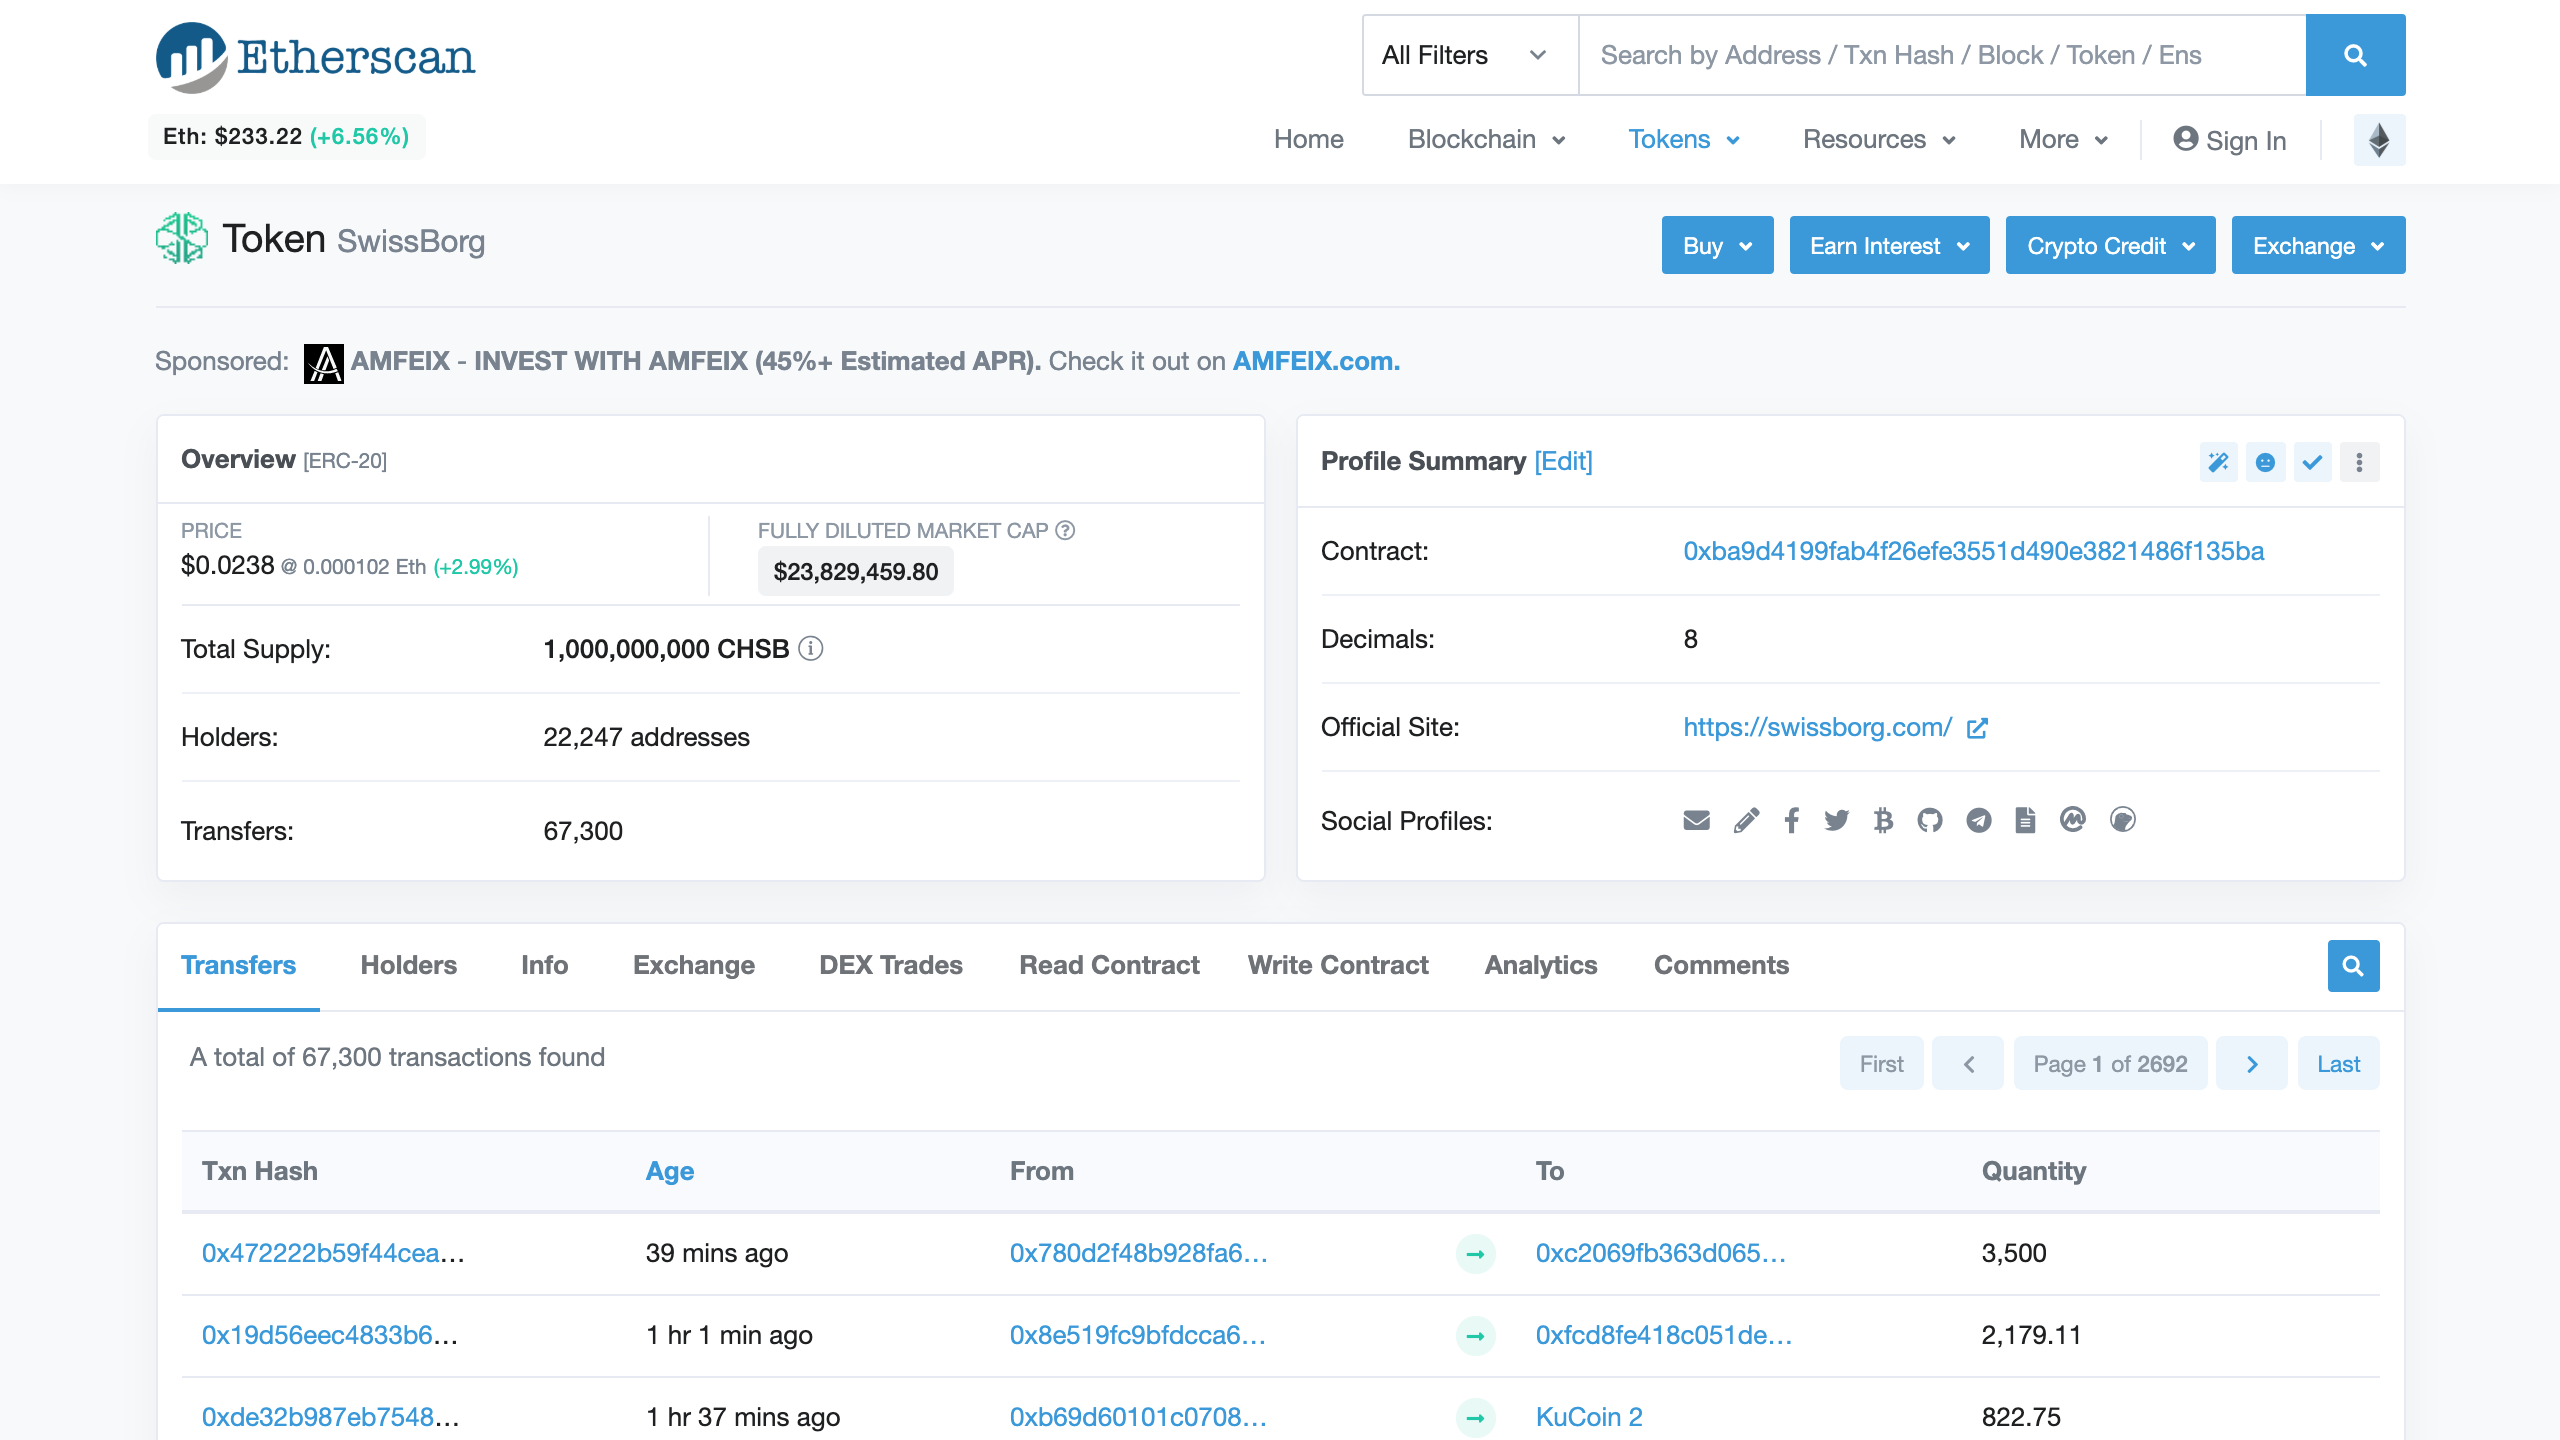 Etherscan
All Filters
Search by Address / Txn Hash / Block / Token / Ens
Eth: $233.22 (+6.56%)
Home Blockchain Tokens Resources More Sign In
Token SwissBorg
Buy Earn Interest Crypto Credit Exchange
Sponsored: AMFEIX - INVEST WITH AMFEIX (45%+ Estimated APR). Check it out on AMFEIX.com.
Overview [ERC-20]
PRICE
$0.0238 @ 0.000102 Eth (+2.99%)
FULLY DILUTED MARKET CAP
$23,829,459.80
Total Supply: 1,000,000,000 CHSB
Holders: 22,247 addresses
Transfers: 67,300
Profile Summary [Edit]
Contract: 0xba9d4199fab4f26efe3551d490e3821486f135ba
Decimals: 8
Official Site: https://swissborg.com/
Social Profiles:
Transfers Holders Info Exchange DEX Trades Read Contract Write Contract Analytics Comments
A total of 67,300 transactions found
First Page 1 of 2692 Last
Txn Hash Age From To Quantity
0x472222b59f44cea... 39 mins ago 0x780d2f48b928fa6... 0xc2069fb363d065... 3,500
0x19d56eec4833b6... 1 hr 1 min ago 0x8e519fc9bfdcca6... 0xfcd8fe418c051de... 2,179.11
0xde32b987eb7548... 1 hr 37 mins ago 0xb69d60101c0708... KuCoin 2 822.75